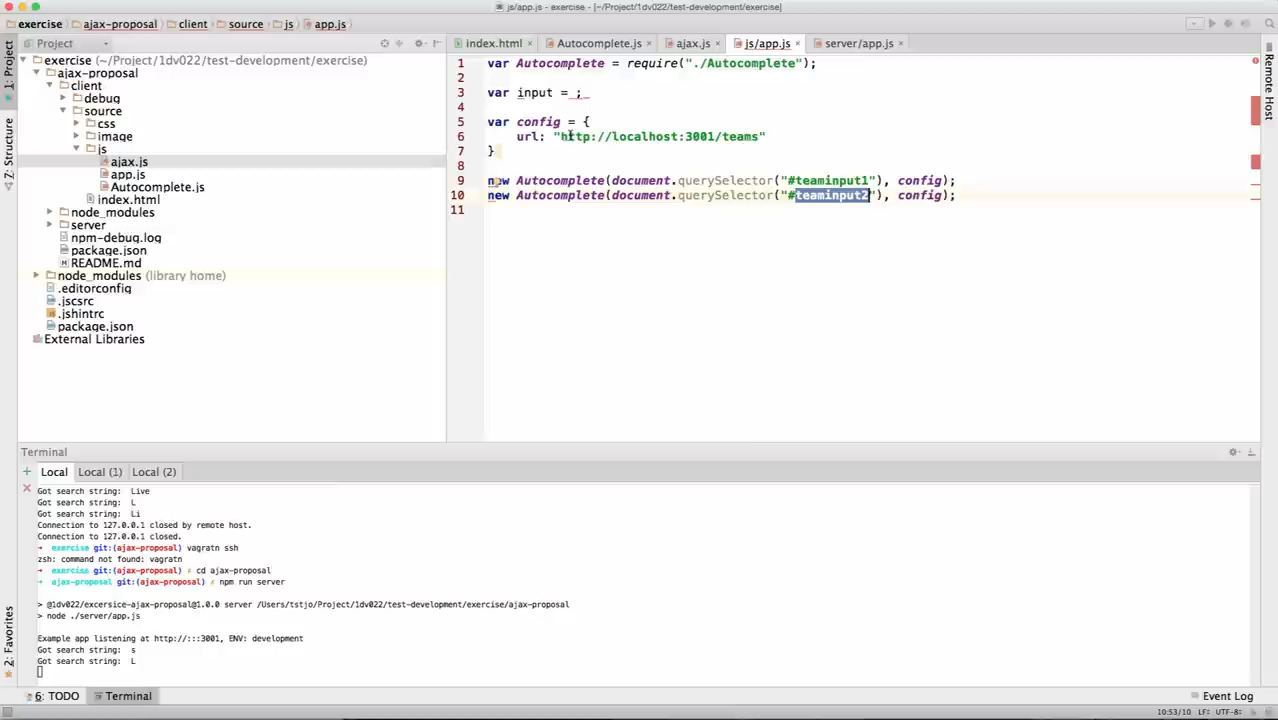 js/app.js - exercise - [~/Project/1dv022/test-development/exercise]
exercise ajax-proposal client source js app.js
1: Project
Z: Structure
2: Favorites
Remote Host
Project
exercise (~/Project/1dv022/test-development/exercise)
ajax-proposal
client
debug
source
css
image
js
ajax.js
app.js
Autocomplete.js
index.html
node_modules
server
npm-debug.log
package.json
README.md
node_modules (library home)
.editorconfig
.jscsrc
.jshintrc
package.json
External Libraries
index.html × Autocomplete.js × ajax.js × js/app.js × server/app.js ×
1 var Autocomplete = require("./Autocomplete");
2
3 var input = ;
4
5 var config = {
6 url: "http://localhost:3001/teams"
7 }
8
9 new Autocomplete(document.querySelector("#teaminput1"), config);
10 new Autocomplete(document.querySelector("#teaminput2"), config);
11
Terminal
Local Local (1) Local (2)
Got search string: Live
Got search string: L
Got search string: Li
Connection to 127.0.0.1 closed by remote host.
Connection to 127.0.0.1 closed.
→ exercise git:(ajax-proposal) vagratn ssh
zsh: command not found: vagratn
→ exercise git:(ajax-proposal) ⚡ cd ajax-proposal
→ ajax-proposal git:(ajax-proposal) ⚡ npm run server
> @1dv022/excersice-ajax-proposal@1.0.0 server /Users/tstjo/Project/1dv022/test-development/exercise/ajax-proposal
> node ./server/app.js
Example app listening at http://:::3001, ENV: development
Got search string: s
Got search string: L
6: TODO Terminal Event Log
10:53/10 LF÷ UTF-8÷